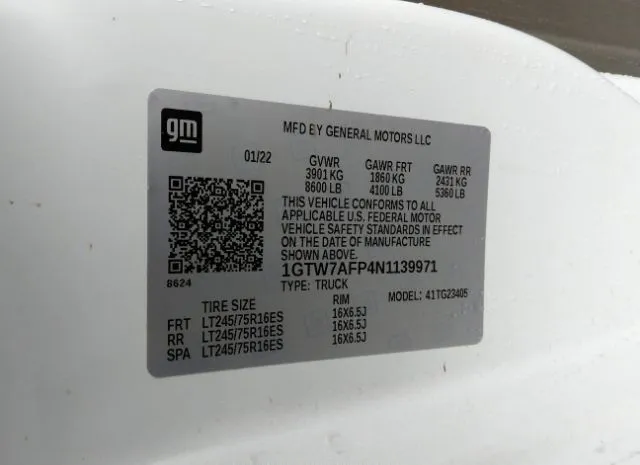 gm
MFD BY GENERAL MOTORS LLC
01/22 GVWR GAWR FRT GAWR RR
3901 KG 1860 KG 2431 KG
8600 LB 4100 LB 5360 LB
THIS VEHICLE CONFORMS TO ALL
APPLICABLE U.S. FEDERAL MOTOR
VEHICLE SAFETY STANDARDS IN EFFECT
ON THE DATE OF MANUFACTURE
SHOWN ABOVE.
1GTW7AFP4N1139971
8624
TYPE: TRUCK MODEL: 41TG23405
TIRE SIZE RIM
FRT LT245/75R16ES 16X6.5J
RR LT245/75R16ES 16X6.5J
SPA LT245/75R16ES 16X6.5J